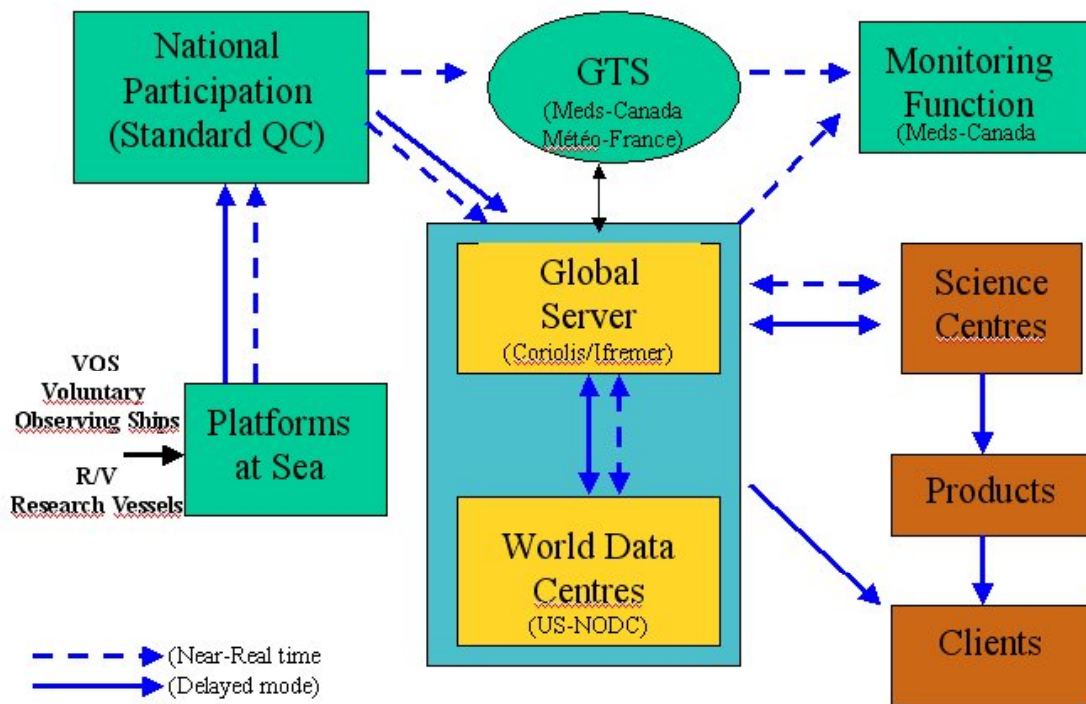 National
Participation
(Standard QC)
GTS
(Meds-Canada
Météo-France)
Monitoring
Function
(Meds-Canada
Global
Server
(Coriolis/Ifremer)
Science
Centres
VOS
Voluntary
Observing Ships
R/V
Research Vessels
Platforms
at Sea
Products
World Data
Centres
(US-NODC)
Clients
(Near-Real time
(Delayed mode)